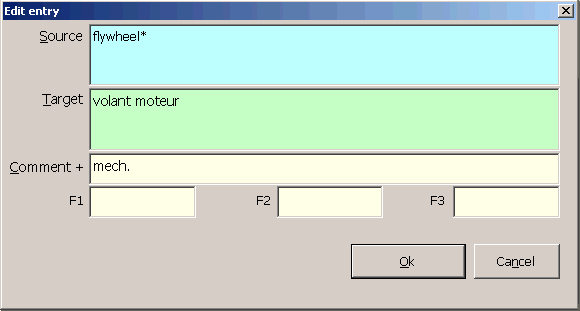 Edit entry
Source flywheel*
Target volant moteur
Comment + mech.
F1 F2 F3
Ok Cancel